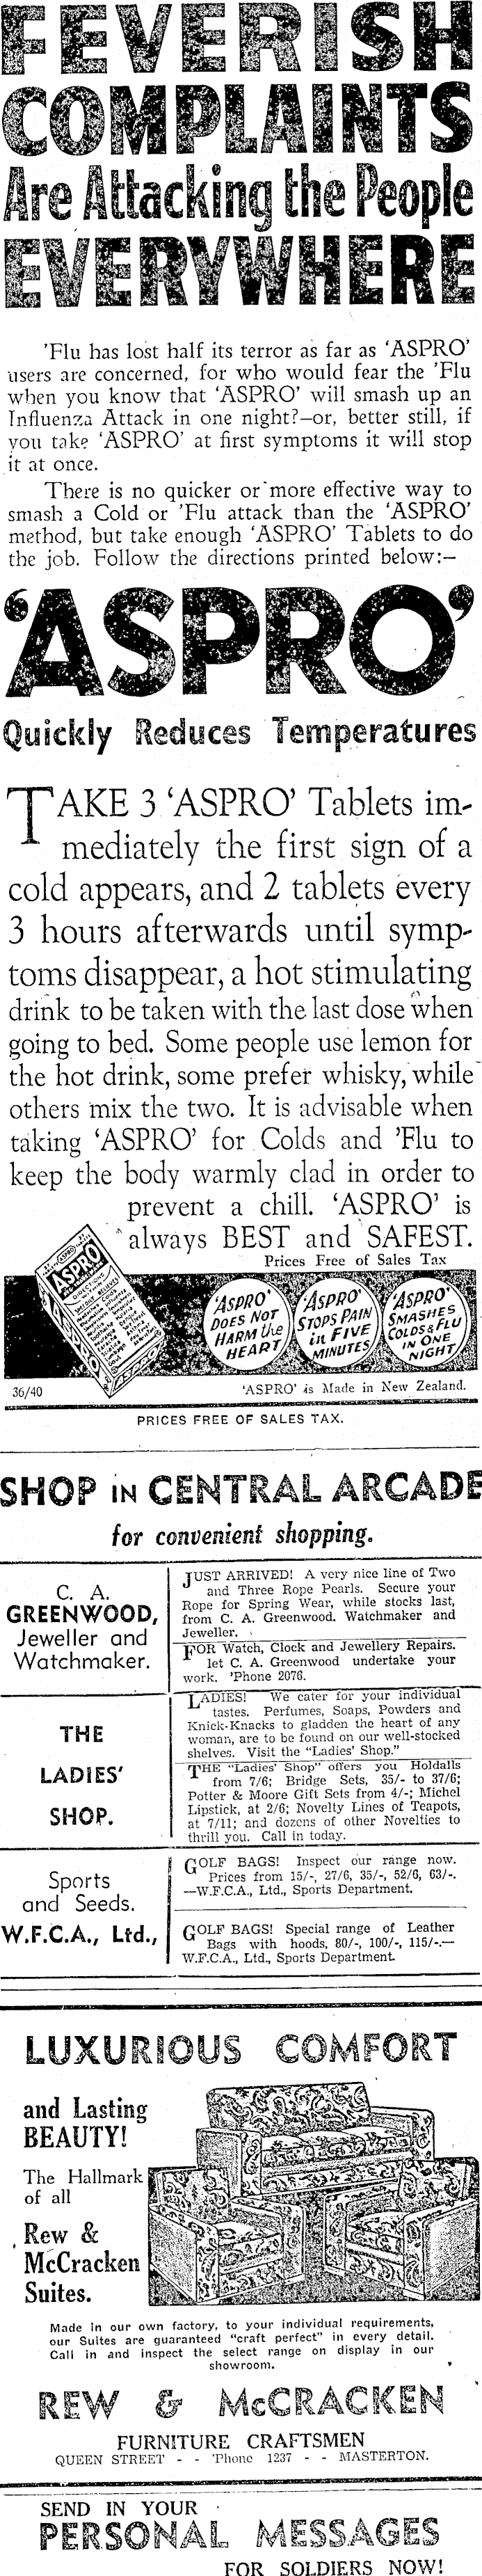 FEVERISH
COMPLAINTS
Are Attacking the People
EVERYWHERE
'Flu has lost half its terror as far as 'ASPRO'
users are concerned, for who would fear the 'Flu
when you know that 'ASPRO' will smash up an
Influenza Attack in one night?—or, better still, if
you take 'ASPRO' at first symptoms it will stop
it at once.
There is no quicker or more effective way to
smash a Cold or 'Flu attack than the 'ASPRO'
method, but take enough 'ASPRO' Tablets to do
the job. Follow the directions printed below:—
'ASPRO'
Quickly Reduces Temperatures
TAKE 3 'ASPRO' Tablets im-
mediately the first sign of a
cold appears, and 2 tablets every
3 hours afterwards until symp-
toms disappear, a hot stimulating
drink to be taken with the last dose when
going to bed. Some people use lemon for
the hot drink, some prefer whisky, while
others mix the two. It is advisable when
taking 'ASPRO' for Colds and 'Flu to
keep the body warmly clad in order to
prevent a chill. 'ASPRO' is
always BEST and SAFEST.
Prices Free of Sales Tax
ASPRO
ASPRO
'ASPRO'
DOES NOT
HARM the
HEART
'ASPRO'
STOPS PAIN
in FIVE
MINUTES
'ASPRO'
SMASHES
COLDS & FLU
IN ONE
NIGHT
36/40
'ASPRO' is Made in New Zealand.
PRICES FREE OF SALES TAX.
SHOP IN CENTRAL ARCADE
for convenient shopping.
C. A.
GREENWOOD,
Jeweller and
Watchmaker.
JUST ARRIVED! A very nice line of Two
and Three Rope Pearls. Secure your
Rope for Spring Wear, while stocks last,
from C. A. Greenwood. Watchmaker and
Jeweller.
FOR Watch, Clock and Jewellery Repairs.
let C. A. Greenwood undertake your
work. 'Phone 2076.
THE
LADIES'
SHOP.
LADIES! We cater for your individual
tastes. Perfumes, Soaps, Powders and
Knick-Knacks to gladden the heart of any
woman, are to be found on our well-stocked
shelves. Visit the "Ladies' Shop."
THE "Ladies' Shop" offers you Holdalls
from 7/6; Bridge Sets, 35/- to 37/6;
Potter & Moore Gift Sets from 4/-; Michel
Lipstick, at 2/6; Novelty Lines of Teapots,
at 7/11; and dozens of other Novelties to
thrill you. Call in today.
Sports
and Seeds.
W.F.C.A., Ltd.,
GOLF BAGS! Inspect our range now.
Prices from 15/-, 27/6, 35/-, 52/6, 63/-.
—W.F.C.A., Ltd., Sports Department.
GOLF BAGS! Special range of Leather
Bags with hoods, 80/-, 100/-, 115/-.—
W.F.C.A., Ltd., Sports Department.
LUXURIOUS COMFORT
and Lasting
BEAUTY!
The Hallmark
of all
Rew &
McCracken
Suites.
Made in our own factory, to your individual requirements,
our Suites are guaranteed "craft perfect" in every detail.
Call in and inspect the select range on display in our
showroom.
REW & McCRACKEN
FURNITURE CRAFTSMEN
QUEEN STREET - - 'Phone 1237 - - MASTERTON.
SEND IN YOUR
PERSONAL MESSAGES
FOR SOLDIERS NOW!